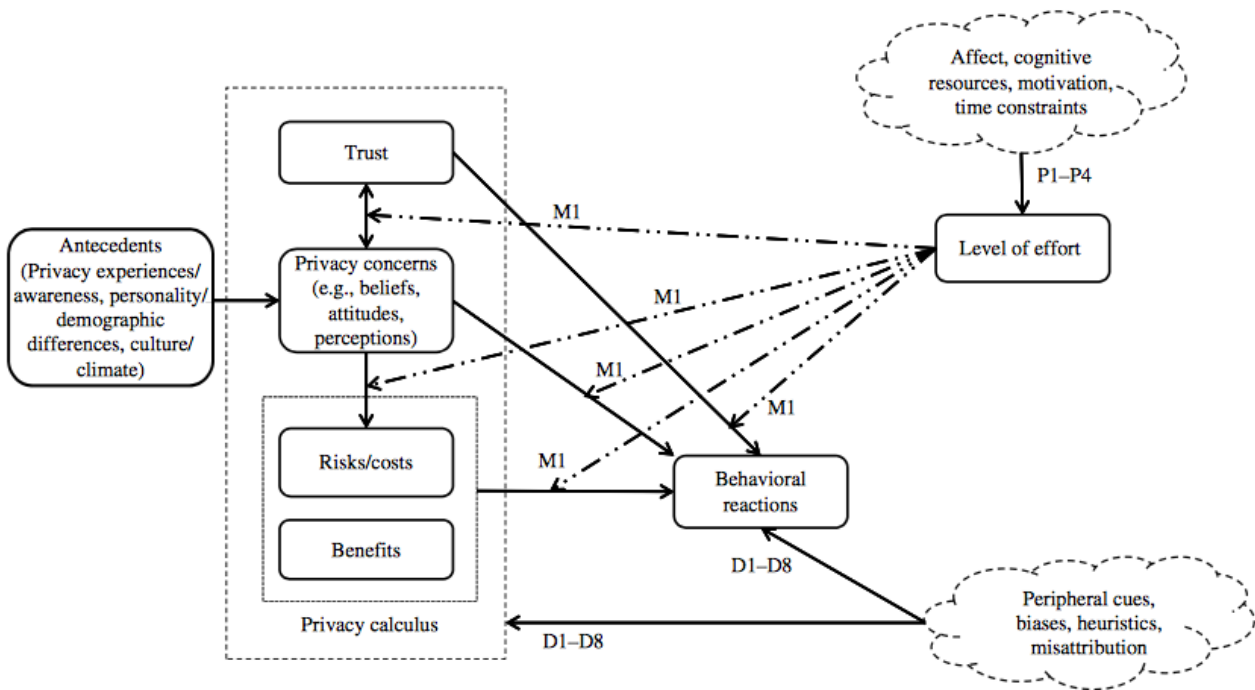 Affect, cognitive
resources, motivation,
time constraints
P1–P4
Level of effort
Trust
M1
Antecedents
(Privacy experiences/
awareness, personality/
demographic
differences, culture/
climate)
Privacy concerns
(e.g., beliefs,
attitudes,
perceptions)
M1
M1
M1
Risks/costs
M1
Behavioral
reactions
Benefits
D1–D8
Privacy calculus
D1–D8
Peripheral cues,
biases, heuristics,
misattribution